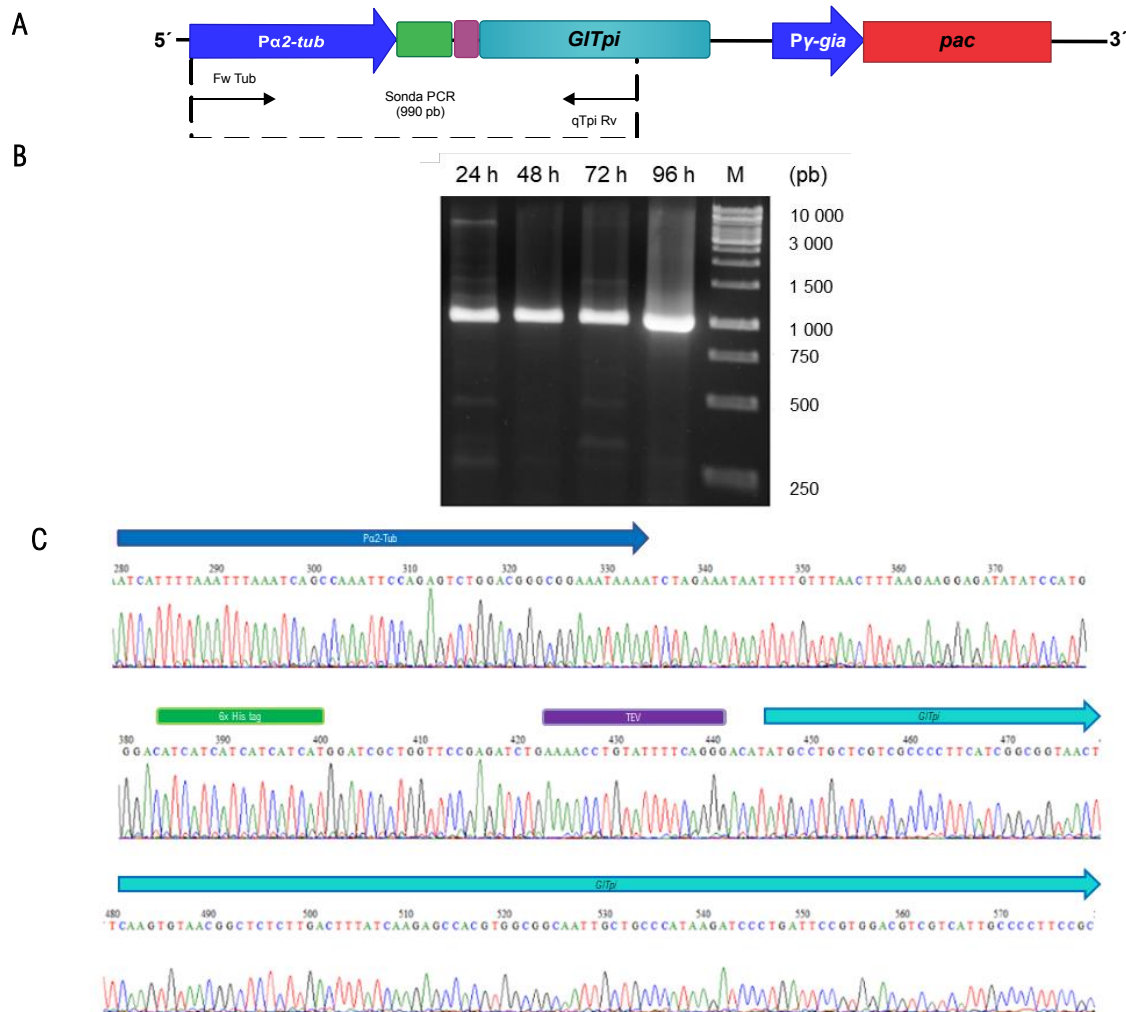 A
5´ Pα2-tub GlTpi Pγ-gia pac 3´
Fw Tub
Sonda PCR
(990 pb)
qTpi Rv
B
24 h 48 h 72 h 96 h M (pb)
10 000
3 000
1 500
1 000
750
500
250
C
Pα2-Tub
280 290 300 310 320 330 340 350 360 370
ATCATTTTAAATTTAAATCAGCCAAATTCCAGAGTCTGGACGGGCGGAAATAAAATCTAGAAATAATTTTGTTTAACTTTAAGAAGGAGATATATCCATG
6x His tag TEV GlTpi
380 390 400 410 420 430 440 450 460 470
GGACATCATCATCATCATCATGGATCGCTGGTTCCGAGATCTGAAAACCTGTATTTTCAGGGACATATGCCTGCTCGTCGCCCCTTCATCGGCGGTAACT
GlTpi
480 490 500 510 520 530 540 550 560 570
TCAAGTGTAACGGCTCTCTTGACTTTATCAAGAGCCACGTGGCGGCAATTGCTGCCCATAAGATCCCTGATTCCGTGGACGTCGTCATTGCCCCTTCCGC